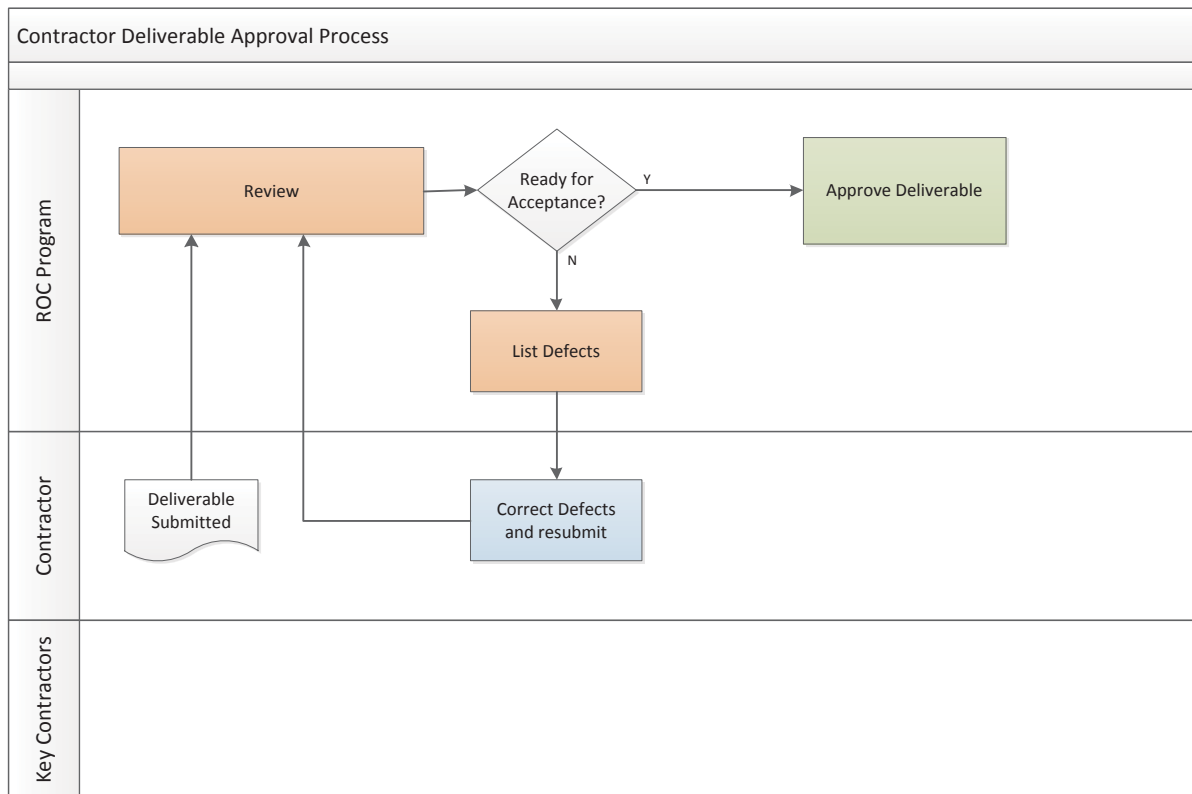 Contractor Deliverable Approval Process
ROC Program
Review
Ready for
Acceptance?
Y
Approve Deliverable
N
List Defects
Contractor
Deliverable
Submitted
Correct Defects
and resubmit
Key Contractors